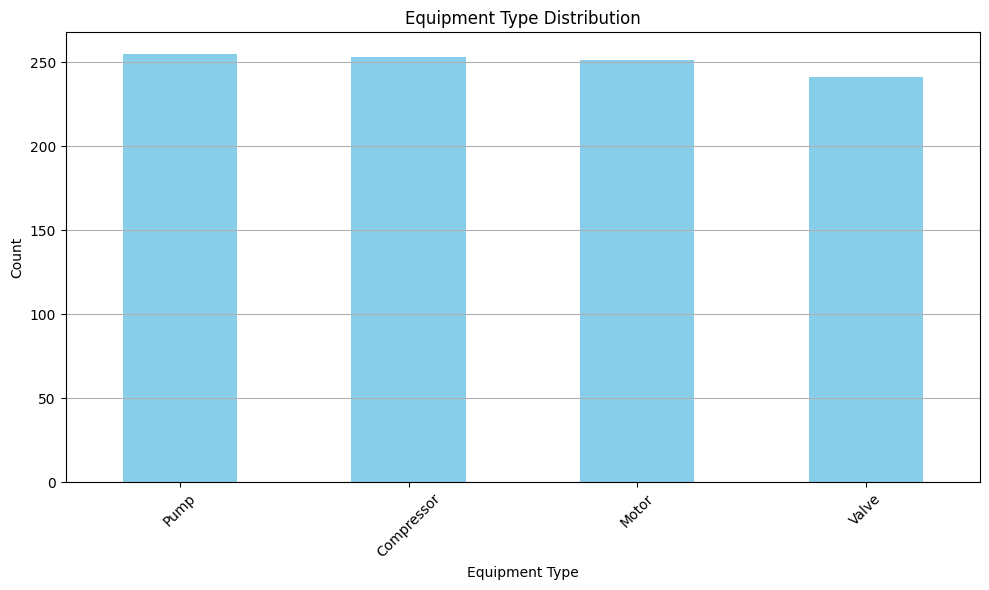 Equipment Type Distribution
Count
250
200
150
100
50
0
Pump
Compressor
Motor
Valve
Equipment Type